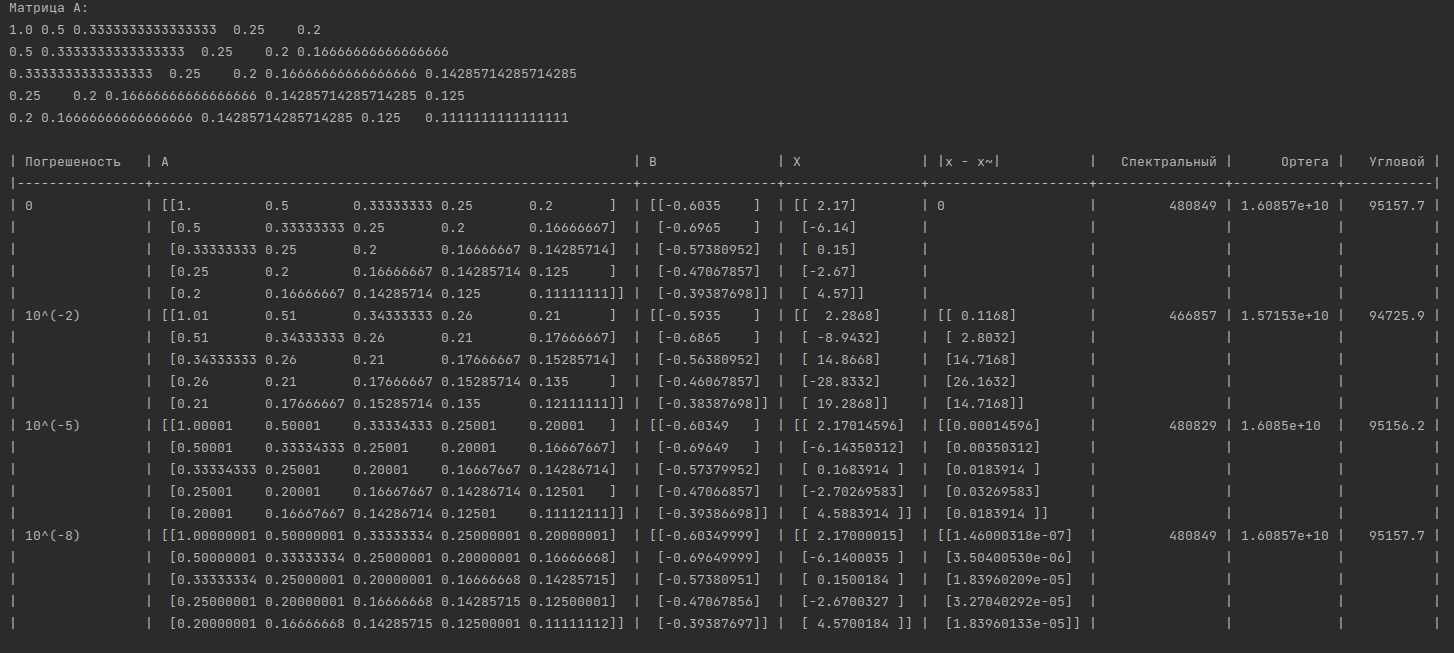 Матрица А:
1.0 0.5 0.3333333333333333 0.25 0.2
0.5 0.3333333333333333 0.25 0.2 0.16666666666666666
0.3333333333333333 0.25 0.2 0.16666666666666666 0.14285714285714285
0.25 0.2 0.16666666666666666 0.14285714285714285 0.125
0.2 0.16666666666666666 0.14285714285714285 0.125 0.1111111111111111
| Погрешеность | A | B | X | |x - x~| | Спектральный | Ортега | Угловой |
|----------------+------------------------------------------------------------+-----------------+-----------------+--------------------+----------------+-------------+-----------|
| 0 | [[1. 0.5 0.33333333 0.25 0.2 ] | [[-0.6035 ] | [[ 2.17] | 0 | 480849 | 1.60857e+10 | 95157.7 |
| | [0.5 0.33333333 0.25 0.2 0.16666667] | [-0.6965 ] | [-6.14] | | | | |
| | [0.33333333 0.25 0.2 0.16666667 0.14285714] | [-0.57380952] | [ 0.15] | | | | |
| | [0.25 0.2 0.16666667 0.14285714 0.125 ] | [-0.47067857] | [-2.67] | | | | |
| | [0.2 0.16666667 0.14285714 0.125 0.11111111]] | [-0.39387698]] | [ 4.57]] | | | | |
| 10^(-2) | [[1.01 0.51 0.34333333 0.26 0.21 ] | [[-0.5935 ] | [[ 2.2868] | [[ 0.1168] | 466857 | 1.57153e+10 | 94725.9 |
| | [0.51 0.34333333 0.26 0.21 0.17666667] | [-0.6865 ] | [ -8.9432] | [ 2.8032] | | | |
| | [0.34333333 0.26 0.21 0.17666667 0.15285714] | [-0.56380952] | [ 14.8668] | [14.7168] | | | |
| | [0.26 0.21 0.17666667 0.15285714 0.135 ] | [-0.46067857] | [-28.8332] | [26.1632] | | | |
| | [0.21 0.17666667 0.15285714 0.135 0.12111111]] | [-0.38387698]] | [ 19.2868]] | [14.7168]] | | | |
| 10^(-5) | [[1.00001 0.50001 0.33334333 0.25001 0.20001 ] | [[-0.60349 ] | [[ 2.17014596] | [[0.00014596] | 480829 | 1.6085e+10 | 95156.2 |
| | [0.50001 0.33334333 0.25001 0.20001 0.16667667] | [-0.69649 ] | [-6.14350312] | [0.00350312] | | | |
| | [0.33334333 0.25001 0.20001 0.16667667 0.14286714] | [-0.57379952] | [ 0.1683914 ] | [0.0183914 ] | | | |
| | [0.25001 0.20001 0.16667667 0.14286714 0.12501 ] | [-0.47066857] | [-2.70269583] | [0.03269583] | | | |
| | [0.20001 0.16667667 0.14286714 0.12501 0.11112111]] | [-0.39386698]] | [ 4.5883914 ]] | [0.0183914 ]] | | | |
| 10^(-8) | [[1.00000001 0.50000001 0.33333334 0.25000001 0.20000001] | [[-0.60349999] | [[ 2.17000015] | [[1.46000318e-07] | 480849 | 1.60857e+10 | 95157.7 |
| | [0.50000001 0.33333334 0.25000001 0.20000001 0.16666668] | [-0.69649999] | [-6.1400035 ] | [3.50400530e-06] | | | |
| | [0.33333334 0.25000001 0.20000001 0.16666668 0.14285715] | [-0.57380951] | [ 0.1500184 ] | [1.83960209e-05] | | | |
| | [0.25000001 0.20000001 0.16666668 0.14285715 0.12500001] | [-0.47067856] | [-2.6700327 ] | [3.27040292e-05] | | | |
| | [0.20000001 0.16666668 0.14285715 0.12500001 0.11111112]] | [-0.39387697]] | [ 4.5700184 ]] | [1.83960133e-05]] | | | |